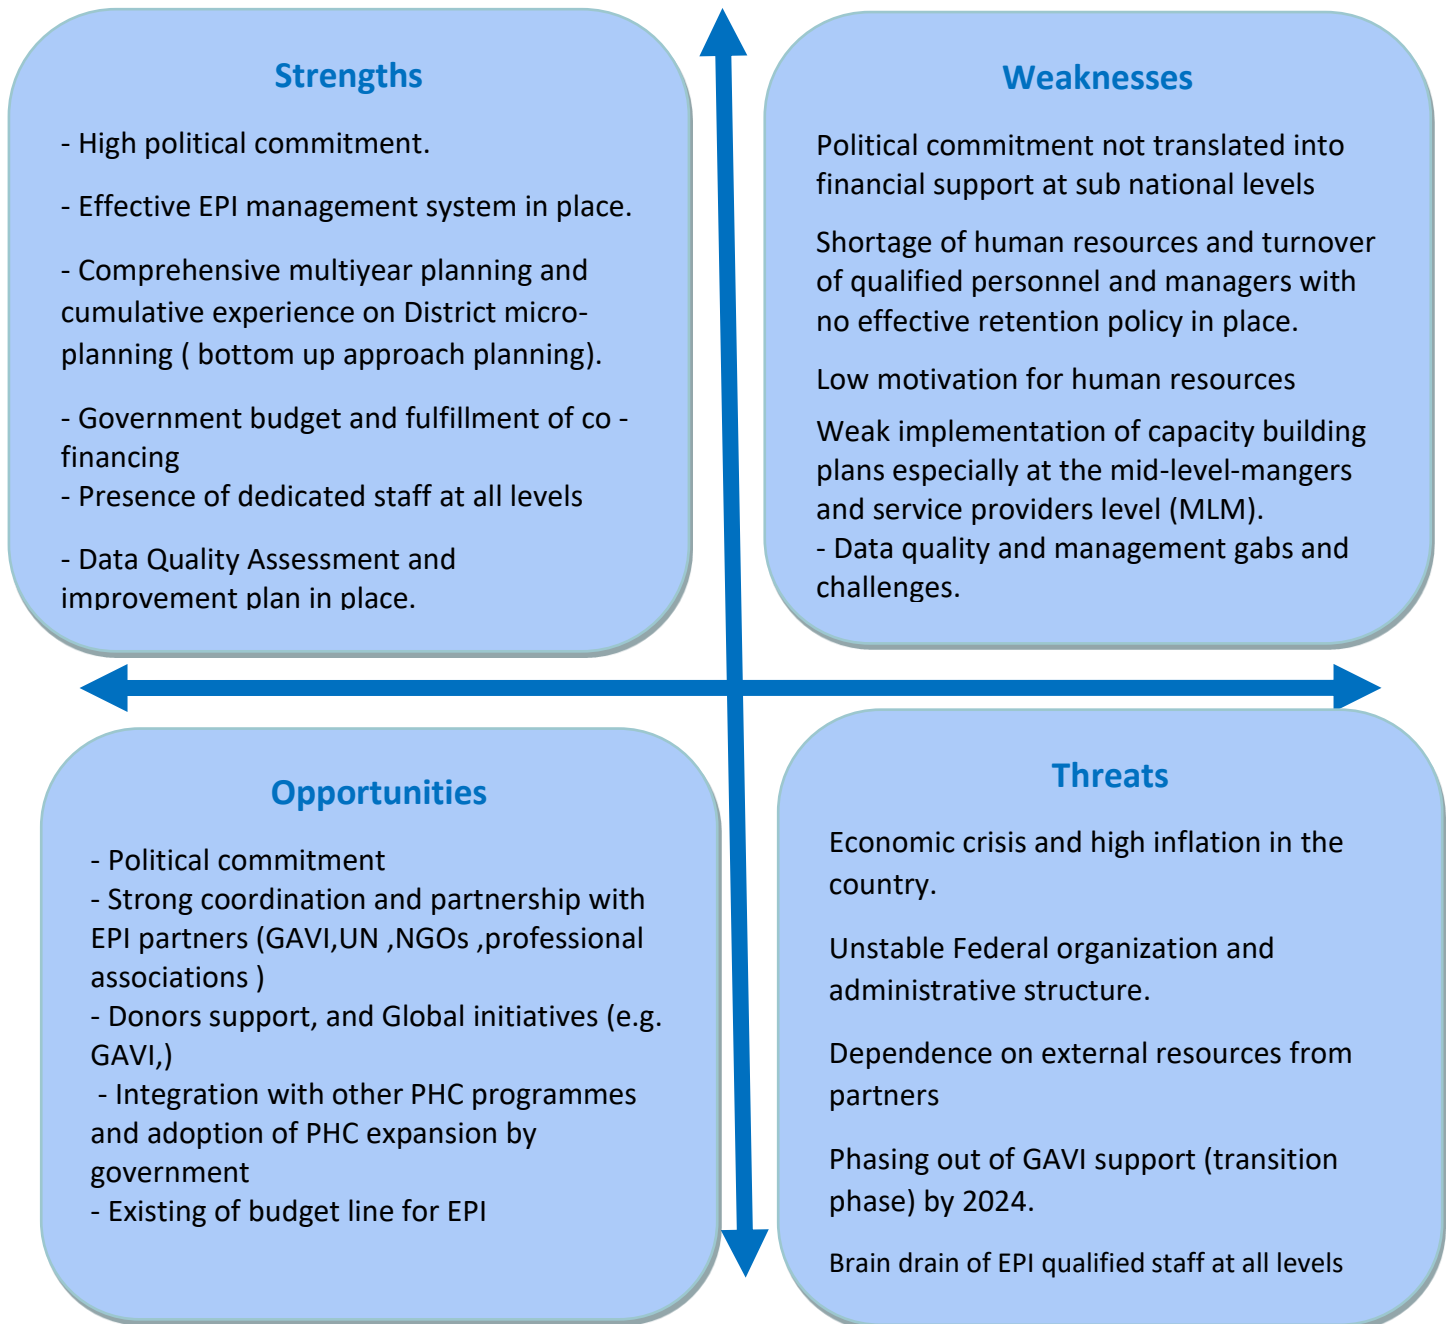 Strengths
- High political commitment.
- Effective EPI management system in place.
- Comprehensive multiyear planning and
cumulative experience on District micro-
planning ( bottom up approach planning).
- Government budget and fulfillment of co -
financing
- Presence of dedicated staff at all levels
- Data Quality Assessment and
improvement plan in place.
Weaknesses
Political commitment not translated into
financial support at sub national levels
Shortage of human resources and turnover
of qualified personnel and managers with
no effective retention policy in place.
Low motivation for human resources
Weak implementation of capacity building
plans especially at the mid-level-mangers
and service providers level (MLM).
- Data quality and management gabs and
challenges.
Opportunities
- Political commitment
- Strong coordination and partnership with
EPI partners (GAVI,UN ,NGOs ,professional
associations )
- Donors support, and Global initiatives (e.g.
GAVI,)
- Integration with other PHC programmes
and adoption of PHC expansion by
government
- Existing of budget line for EPI
Threats
Economic crisis and high inflation in the
country.
Unstable Federal organization and
administrative structure.
Dependence on external resources from
partners
Phasing out of GAVI support (transition
phase) by 2024.
Brain drain of EPI qualified staff at all levels